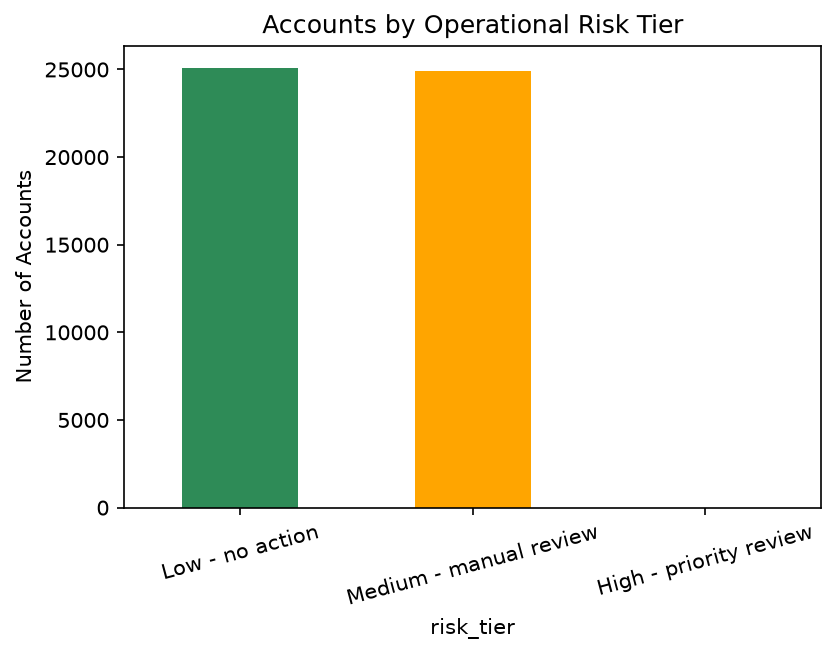 Accounts by Operational Risk Tier
Number of Accounts
25000
20000
15000
10000
5000
0
Low - no action
Medium - manual review
High - priority review
risk_tier